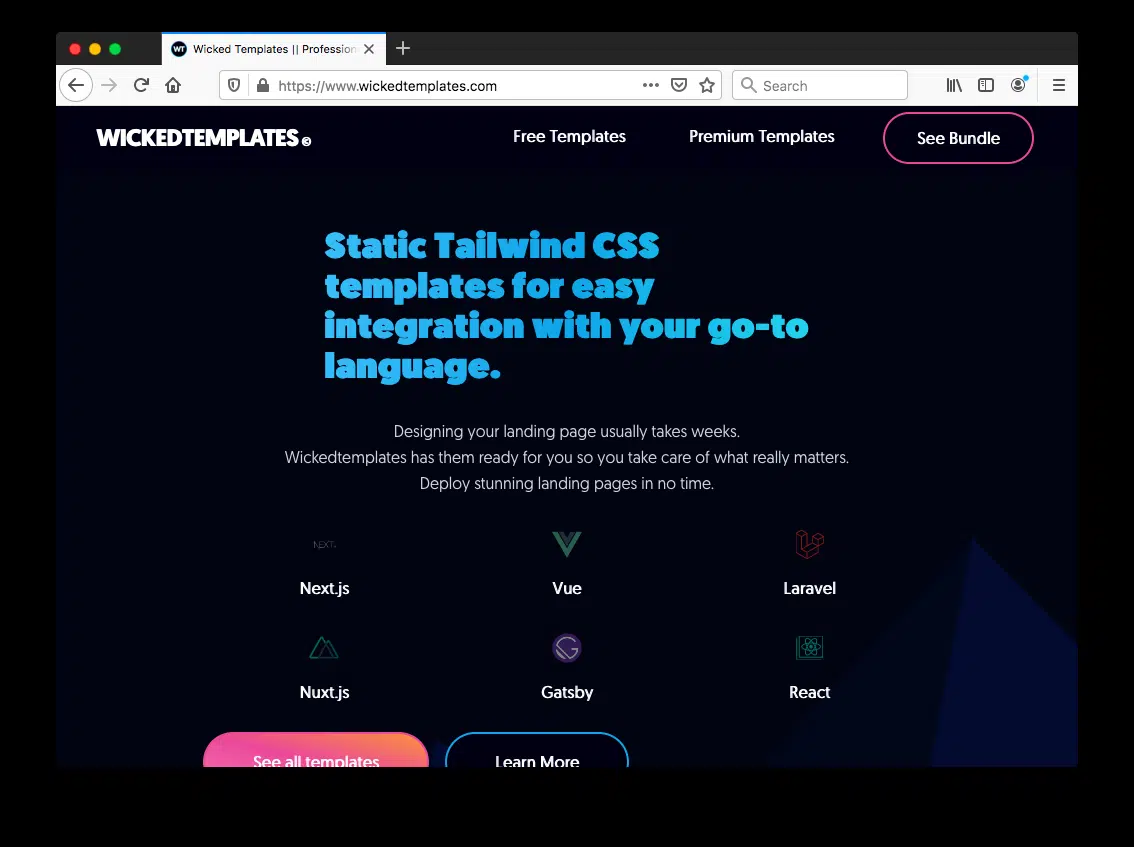 WT Wicked Templates || Profession
https://www.wickedtemplates.com
Search
WICKEDTEMPLATES
Free Templates
Premium Templates
See Bundle
Static Tailwind CSS
templates for easy
integration with your go-to
language.
Designing your landing page usually takes weeks.
Wickedtemplates has them ready for you so you take care of what really matters.
Deploy stunning landing pages in no time.
NEXT.
Next.js
Vue
Laravel
Nuxt.js
Gatsby
React
See all templates
Learn More